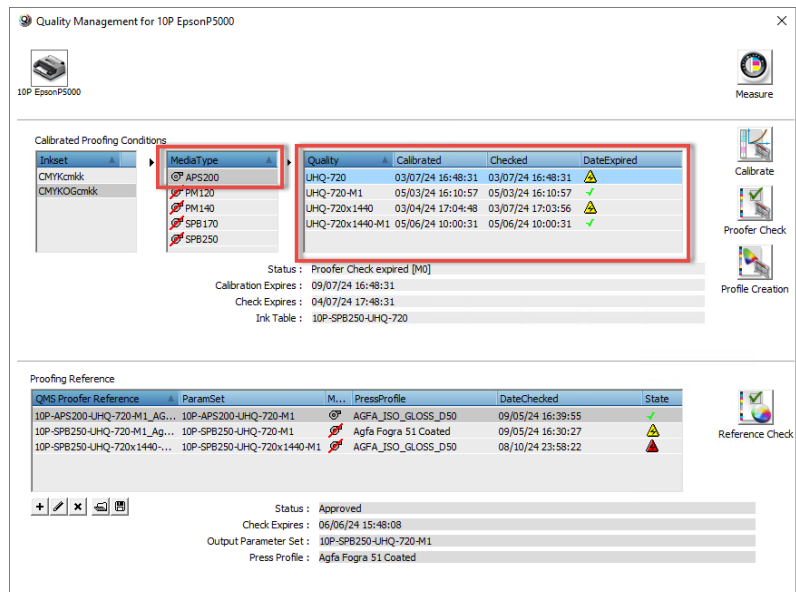 Quality Management for 10P EpsonP5000
10P EpsonP5000
Measure
Calibrated Proofing Conditions
Inkset MediaType Quality Calibrated Checked DateExpired
CMYKcmkk APS200 UHQ-720 03/07/24 16:48:31 03/07/24 16:48:31
CMYKOGcmkk PM120 UHQ-720-M1 05/03/24 16:10:57 05/03/24 16:10:57
PM140 UHQ-720x1440 03/04/24 17:04:48 03/07/24 17:03:56
SPB170 UHQ-720x1440-M1 05/06/24 10:00:31 05/06/24 10:00:31
SPB250
Calibrate
Proofer Check
Profile Creation
Status : Proofer Check expired [M0]
Calibration Expires : 09/07/24 16:48:31
Check Expires : 04/07/24 17:48:31
Ink Table : 10P-SPB250-UHQ-720
Proofing Reference
QMS Proofer Reference ParamSet M... PressProfile DateChecked State
10P-APS200-UHQ-720-M1_AG... 10P-APS200-UHQ-720-M1 AGFA_ISO_GLOSS_D50 09/05/24 16:39:55
10P-SPB250-UHQ-720-M1_Ag... 10P-SPB250-UHQ-720-M1 Agfa Fogra 51 Coated 09/05/24 16:30:27
10P-SPB250-UHQ-720x1440-... 10P-SPB250-UHQ-720x1440-M1 AGFA_ISO_GLOSS_D50 08/10/24 23:58:22
Reference Check
Status : Approved
Check Expires : 06/06/24 15:48:08
Output Parameter Set : 10P-SPB250-UHQ-720-M1
Press Profile : Agfa Fogra 51 Coated